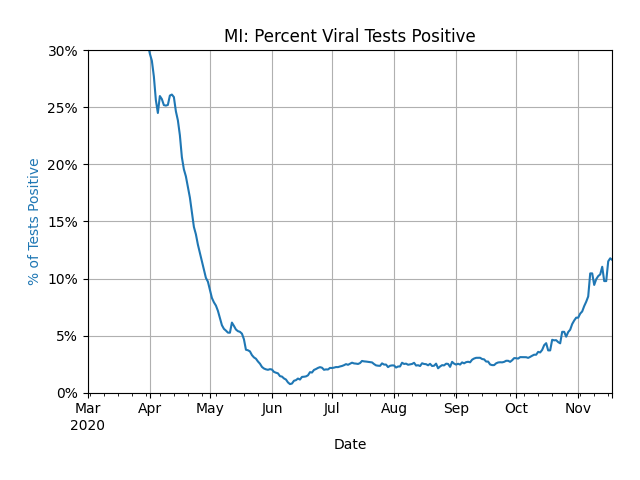 MI: Percent Viral Tests Positive
30%
25%
20%
15%
10%
5%
0%
% of Tests Positive
Mar Apr May Jun Jul Aug Sep Oct Nov
2020
Date